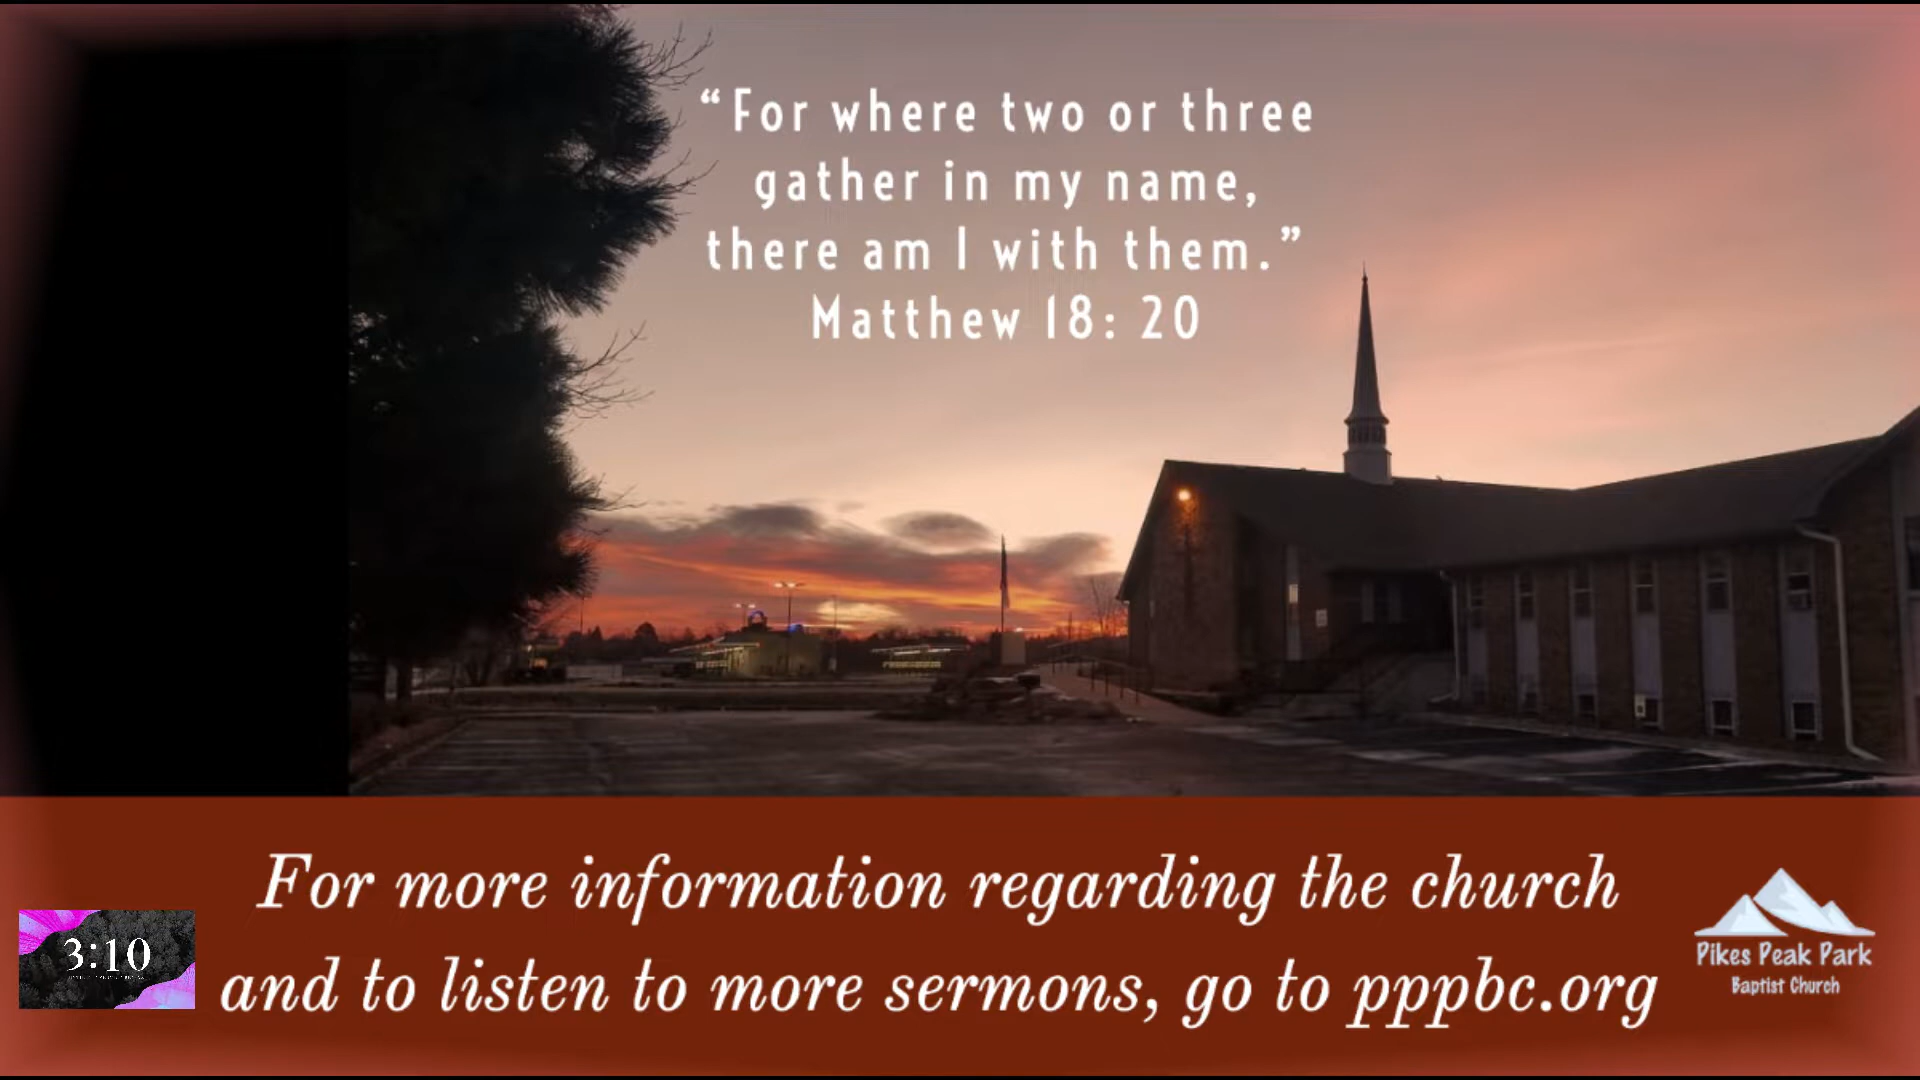 “For where two or three
gather in my name,
there am I with them.”
Matthew 18: 20
For more information regarding the church
and to listen to more sermons, go to pppbc.org
3:10
Pikes Peak Park
Baptist Church